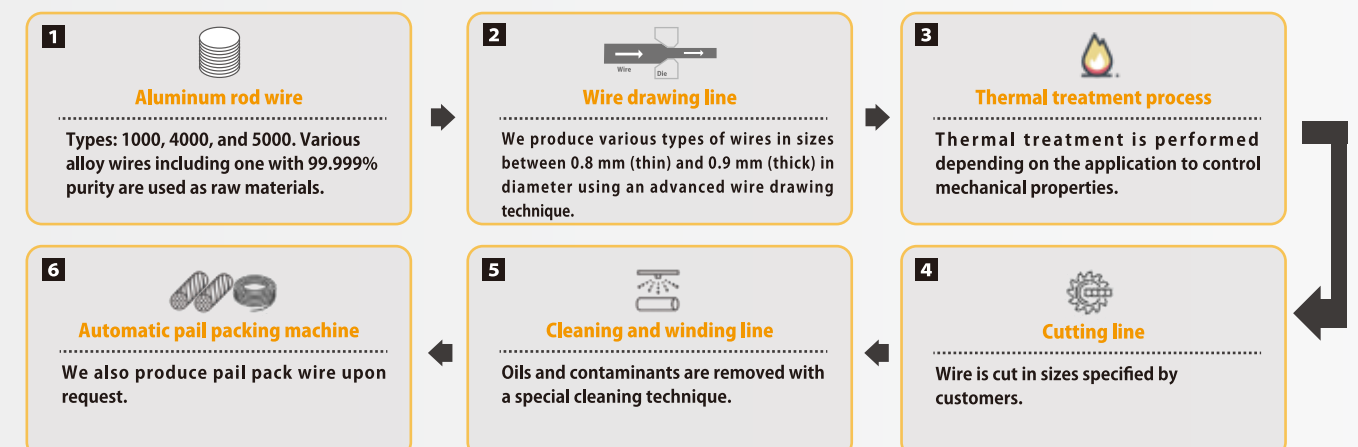 1
Aluminum rod wire
Types: 1000, 4000, and 5000. Various
alloy wires including one with 99.999%
purity are used as raw materials.
2
Wire
Die
Wire drawing line
We produce various types of wires in sizes
between 0.8 mm (thin) and 0.9 mm (thick) in
diameter using an advanced wire drawing
technique.
3
Thermal treatment process
Thermal treatment is performed
depending on the application to control
mechanical properties.
4
Cutting line
Wire is cut in sizes specified by
customers.
5
Cleaning and winding line
Oils and contaminants are removed with
a special cleaning technique.
6
Automatic pail packing machine
We also produce pail pack wire upon
request.